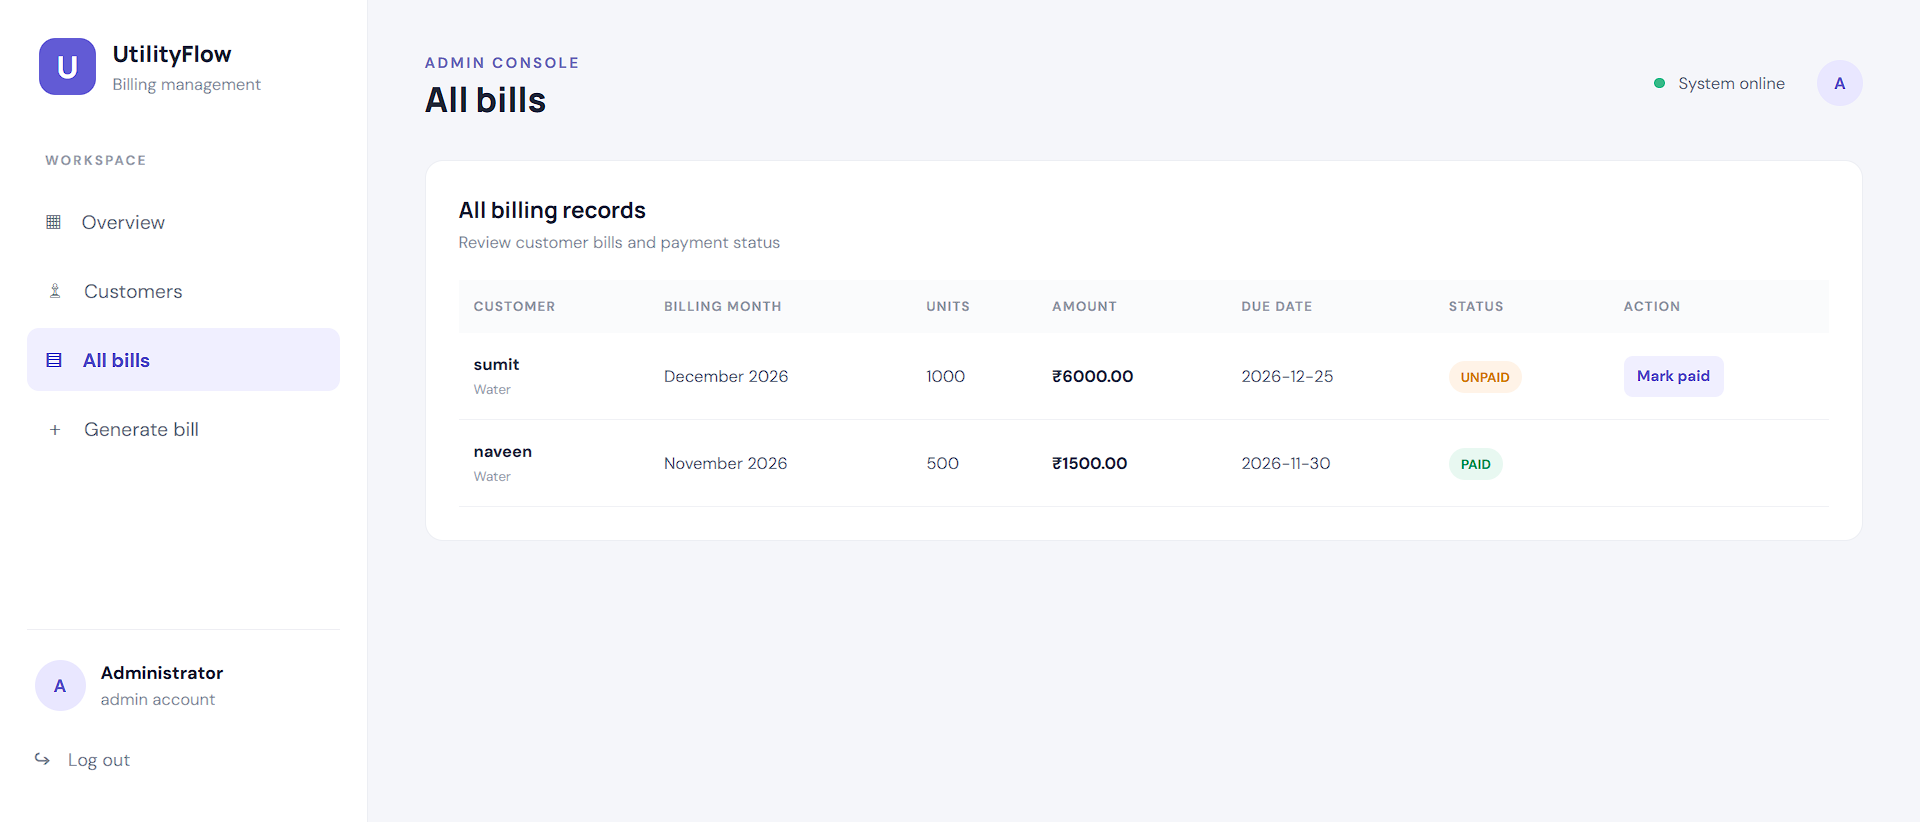 U
UtilityFlow
Billing management
WORKSPACE
Overview
Customers
All bills
+ Generate bill
A
Administrator
admin account
Log out
ADMIN CONSOLE
All bills
System online
A
All billing records
Review customer bills and payment status
CUSTOMER BILLING MONTH UNITS AMOUNT DUE DATE STATUS ACTION
sumit
Water
December 2026 1000 ₹6000.00 2026-12-25 UNPAID Mark paid
naveen
Water
November 2026 500 ₹1500.00 2026-11-30 PAID